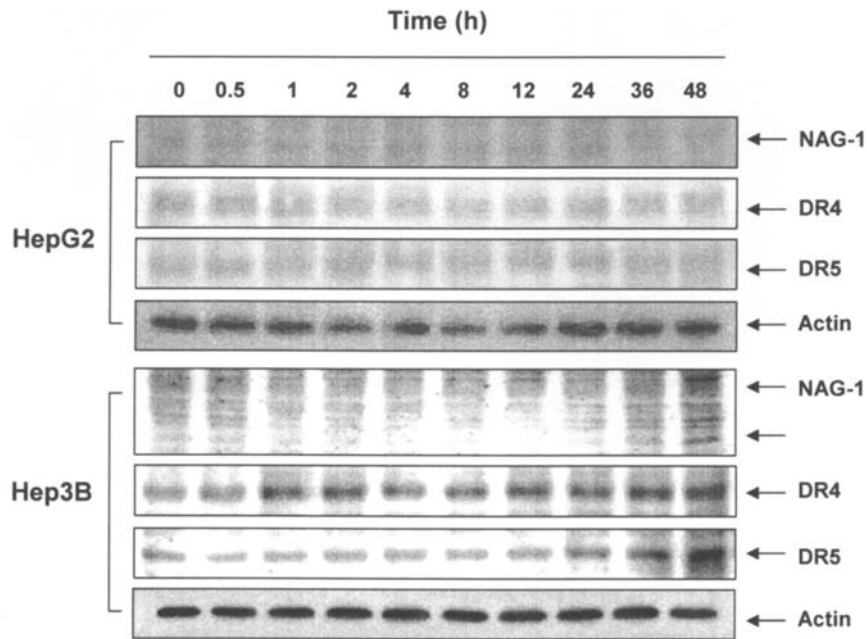 Time (h)
0 0.5 1 2 4 8 12 24 36 48
NAG-1
DR4
HepG2
DR5
Actin
NAG-1
Hep3B
DR4
DR5
Actin